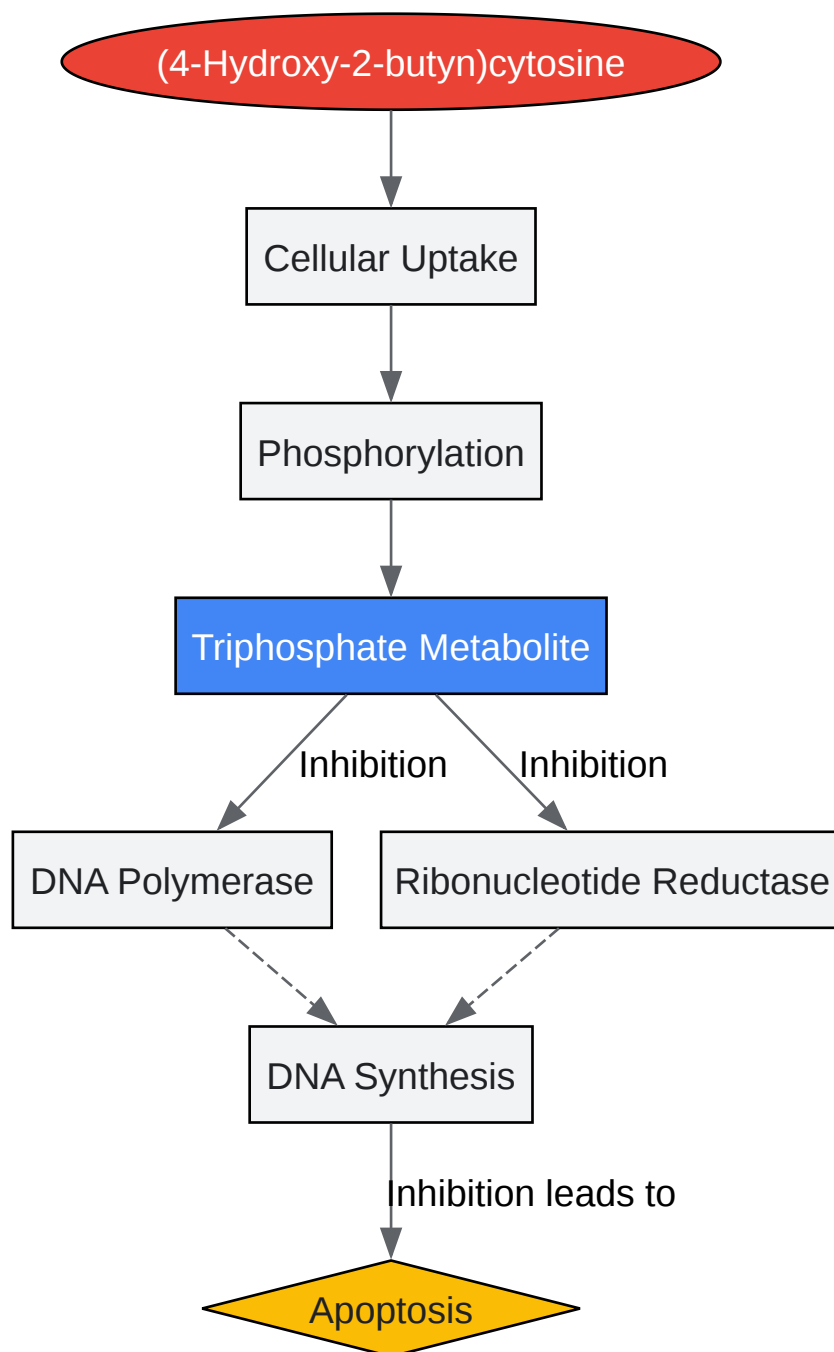 (4-Hydroxy-2-butyn)cytosine
Cellular Uptake
Phosphorylation
Triphosphate Metabolite
Inhibition
Inhibition
DNA Polymerase
Ribonucleotide Reductase
DNA Synthesis
Inhibition leads to
Apoptosis